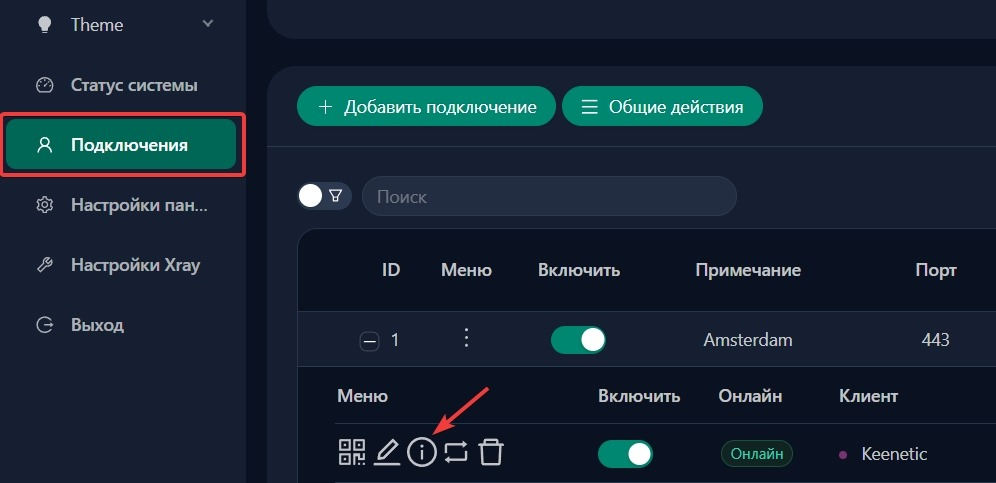 Theme
Статус системы
Подключения
Настройки пан...
Настройки Xray
Выход
Добавить подключение
Общие действия
Поиск
ID Меню Включить Примечание Порт
1 Amsterdam 443
Меню Включить Онлайн Клиент
Онлайн Keenetic